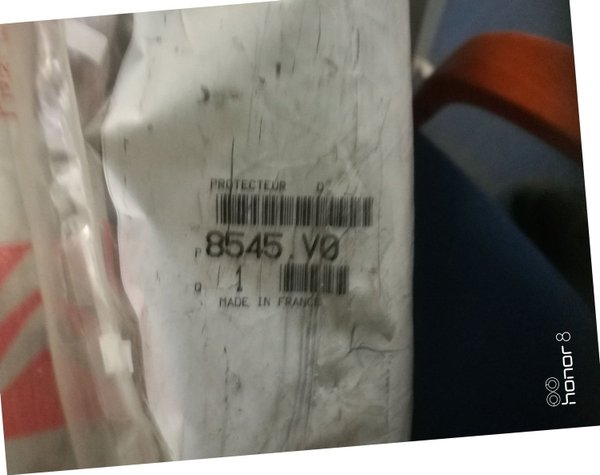 PROTECTEUR D
P 8545.V0
Q 1
MADE IN FRANCE
honor 8